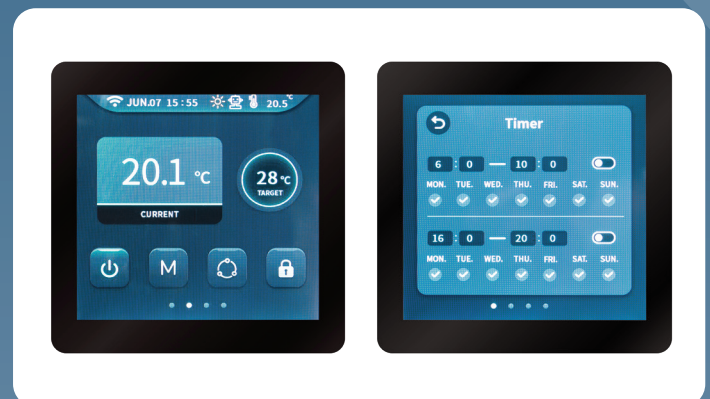 JUN.07 15:55 20.5°C
20.1 °C
28°C
TARGET
CURRENT
M
Timer
6 : 0 — 10 : 0
MON. TUE. WED. THU. FRI. SAT. SUN.
16 : 0 — 20 : 0
MON. TUE. WED. THU. FRI. SAT. SUN.